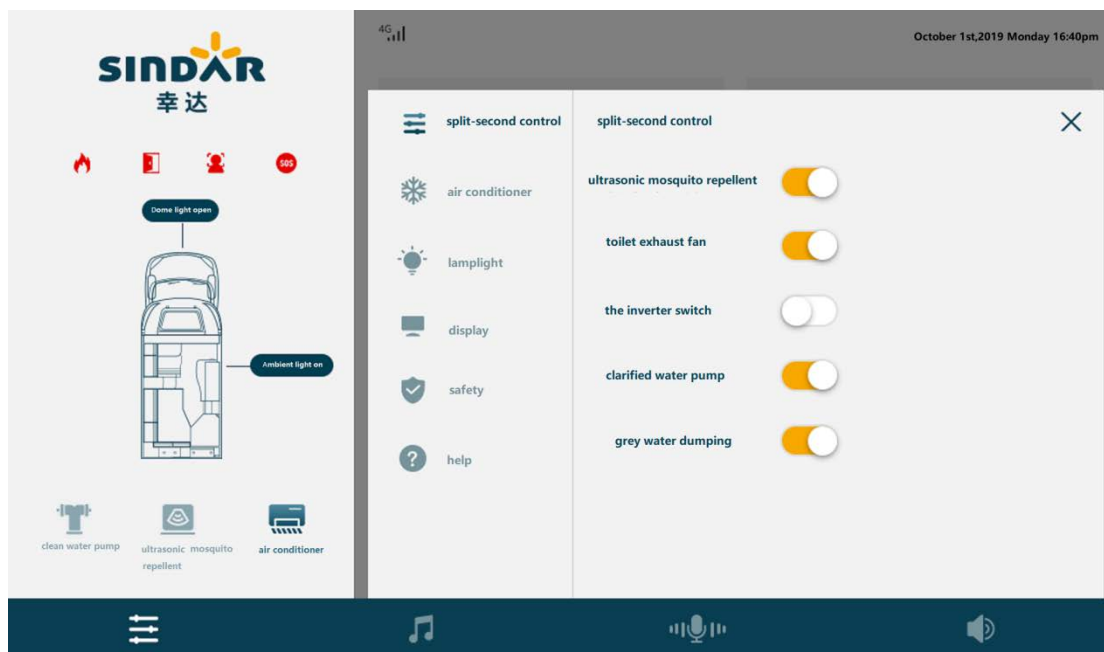 SINDAR
幸达
SOS
Dome light open
Ambient light on
clean water pump
ultrasonic mosquito
repellent
air conditioner
4G
October 1st,2019 Monday 16:40pm
split-second control
air conditioner
lamplight
display
safety
? help
split-second control
ultrasonic mosquito repellent
toilet exhaust fan
the inverter switch
clarified water pump
grey water dumping